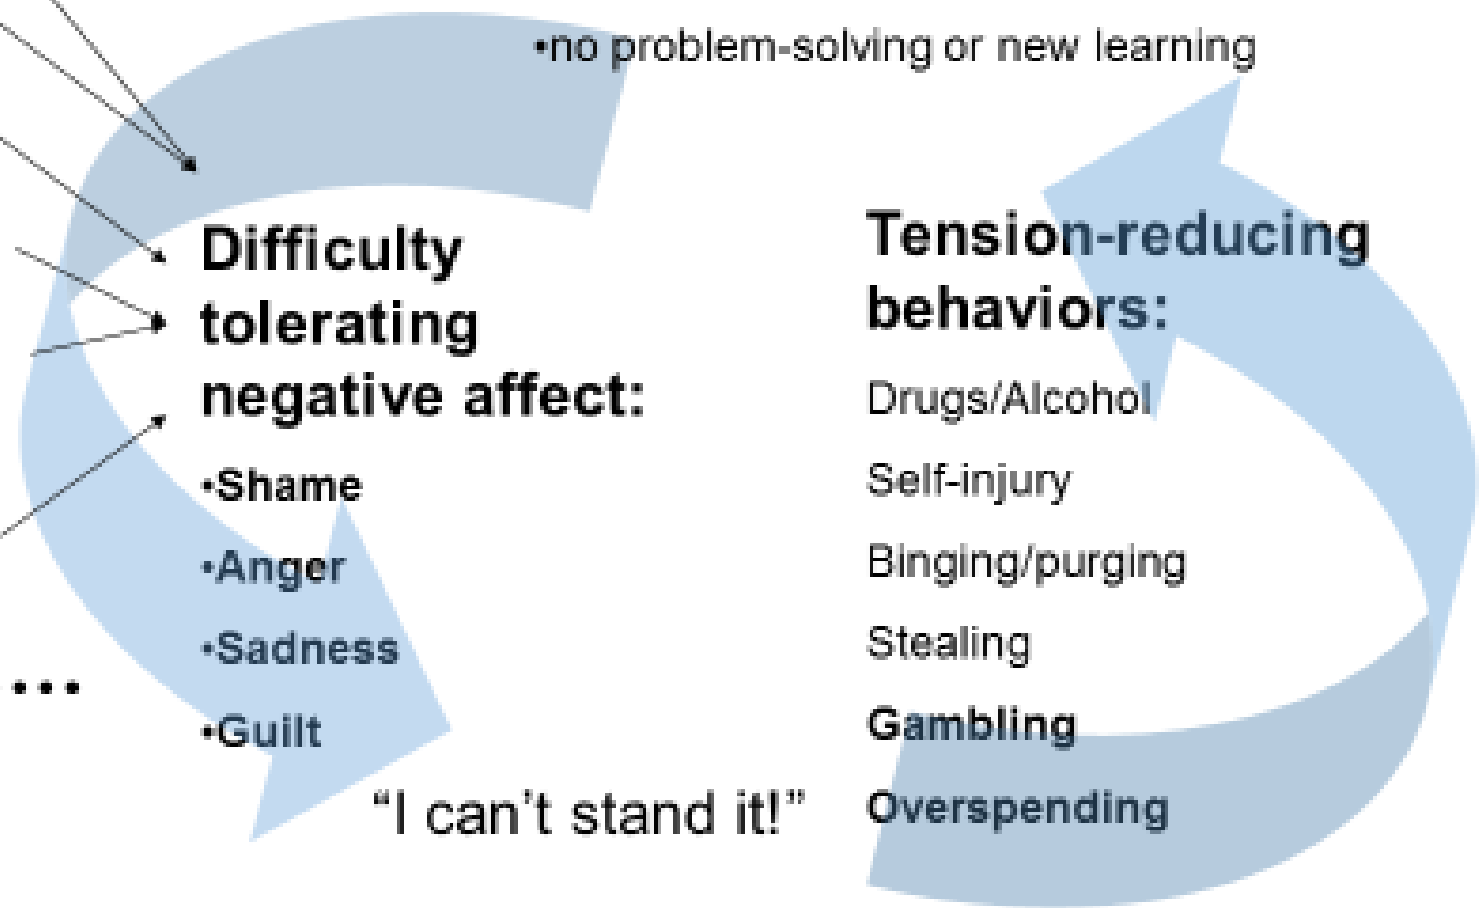 •no problem-solving or new learning
Difficulty
tolerating
negative affect:
•Shame
•Anger
•Sadness
•Guilt
....
“I can’t stand it!”
Tension-reducing
behaviors:
Drugs/Alcohol
Self-injury
Binging/purging
Stealing
Gambling
Overspending